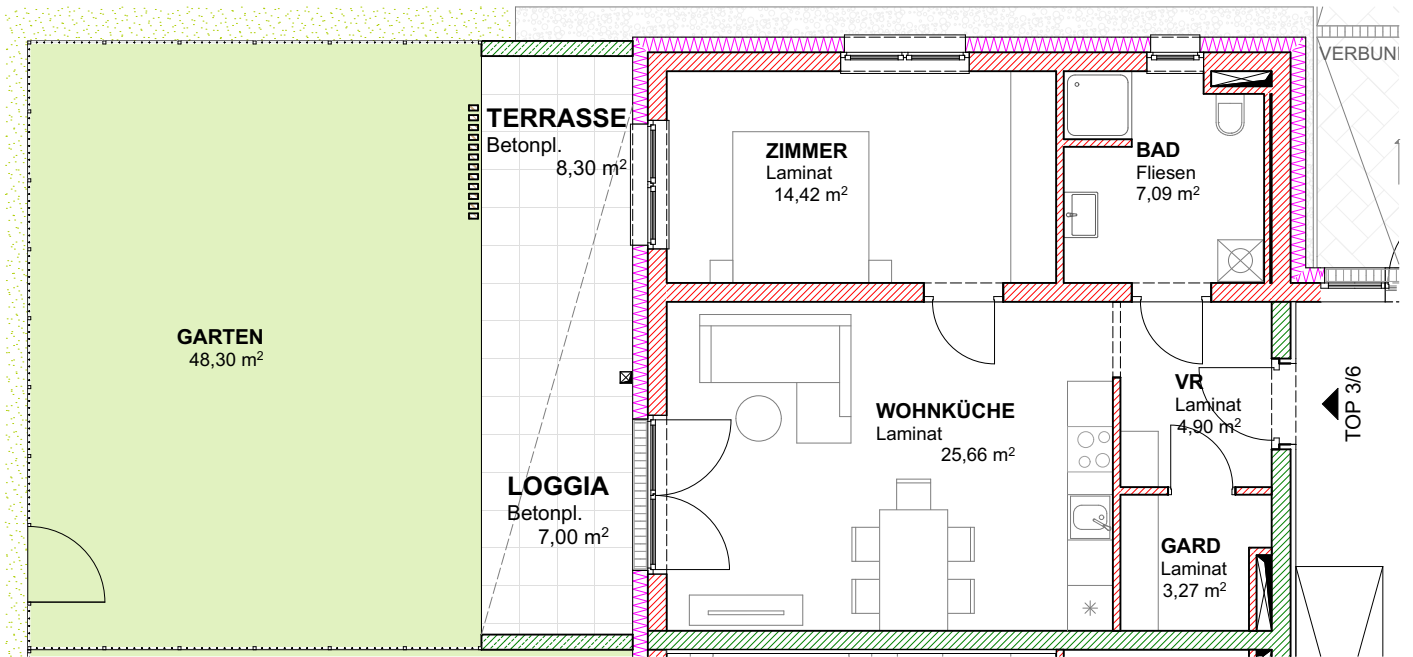 VERBUN
TERRASSE
Betonpl.
8,30 m²
ZIMMER
Laminat
14,42 m²
BAD
Fliesen
7,09 m²
GARTEN
48,30 m²
WOHNKÜCHE
Laminat
25,66 m²
VR
Laminat
4,90 m²
TOP 3/6
LOGGIA
Betonpl.
7,00 m²
GARD
Laminat
3,27 m²